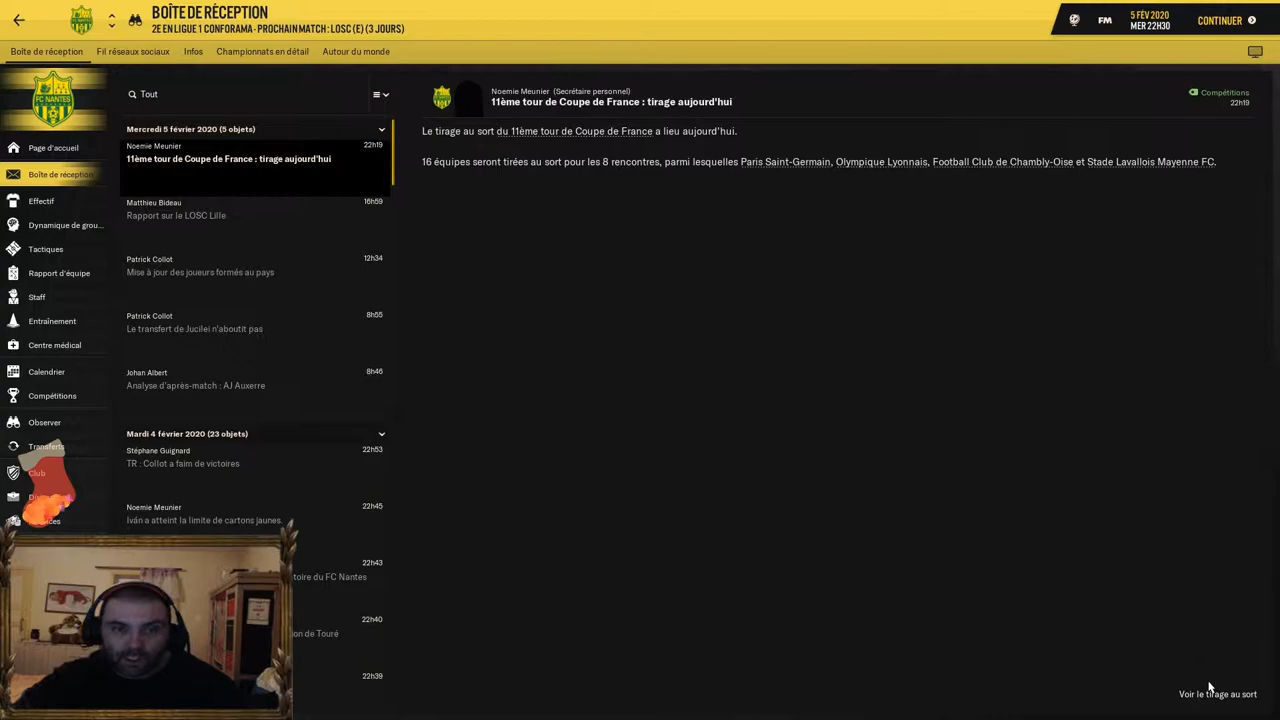 BOÎTE DE RÉCEPTION
2E EN LIGUE 1 CONFORAMA - PROCHAIN MATCH : LOSC (E) (3 JOURS)
FM
5 FÉV 2020
MER 22H30
CONTINUER
Boîte de réception
Fil réseaux sociaux
Infos
Championnats en détail
Autour du monde
FC NANTES
Page d'accueil
Boîte de réception
Effectif
Dynamique de grou...
Tactiques
Rapport d'équipe
Staff
Entraînement
Centre médical
Calendrier
Compétitions
Observer
Transferts
Club
Tout
Mercredi 5 février 2020 (5 objets)
Noemie Meunier 22h19
11ème tour de Coupe de France : tirage aujourd'hui
Matthieu Bideau 16h59
Rapport sur le LOSC Lille
Patrick Collot 12h34
Mise à jour des joueurs formés au pays
Patrick Collot 8h55
Le transfert de Jucilei n'aboutit pas
Johan Albert 8h46
Analyse d'après-match : AJ Auxerre
Mardi 4 février 2020 (23 objets)
Stéphane Guignard 22h53
TR : Collot a faim de victoires
Noemie Meunier 22h45
Iván a atteint la limite de cartons jaunes.
22h43
toire du FC Nantes
22h40
on de Touré
22h39
Noemie Meunier (Secrétaire personnel)
11ème tour de Coupe de France : tirage aujourd'hui
Compétitions
22h19
Le tirage au sort du 11ème tour de Coupe de France a lieu aujourd'hui.
16 équipes seront tirées au sort pour les 8 rencontres, parmi lesquelles Paris Saint-Germain, Olympique Lyonnais, Football Club de Chambly-Oise et Stade Lavallois Mayenne FC.
Voir le tirage au sort